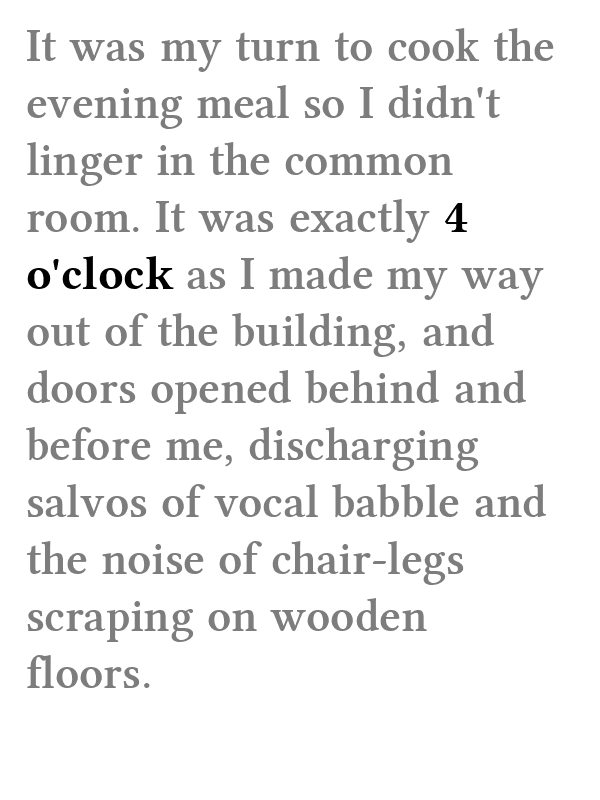 It was my turn to cook the
evening meal so I didn't
linger in the common
room. It was exactly 4
o'clock as I made my way
out of the building, and
doors opened behind and
before me, discharging
salvos of vocal babble and
the noise of chair-legs
scraping on wooden
floors.